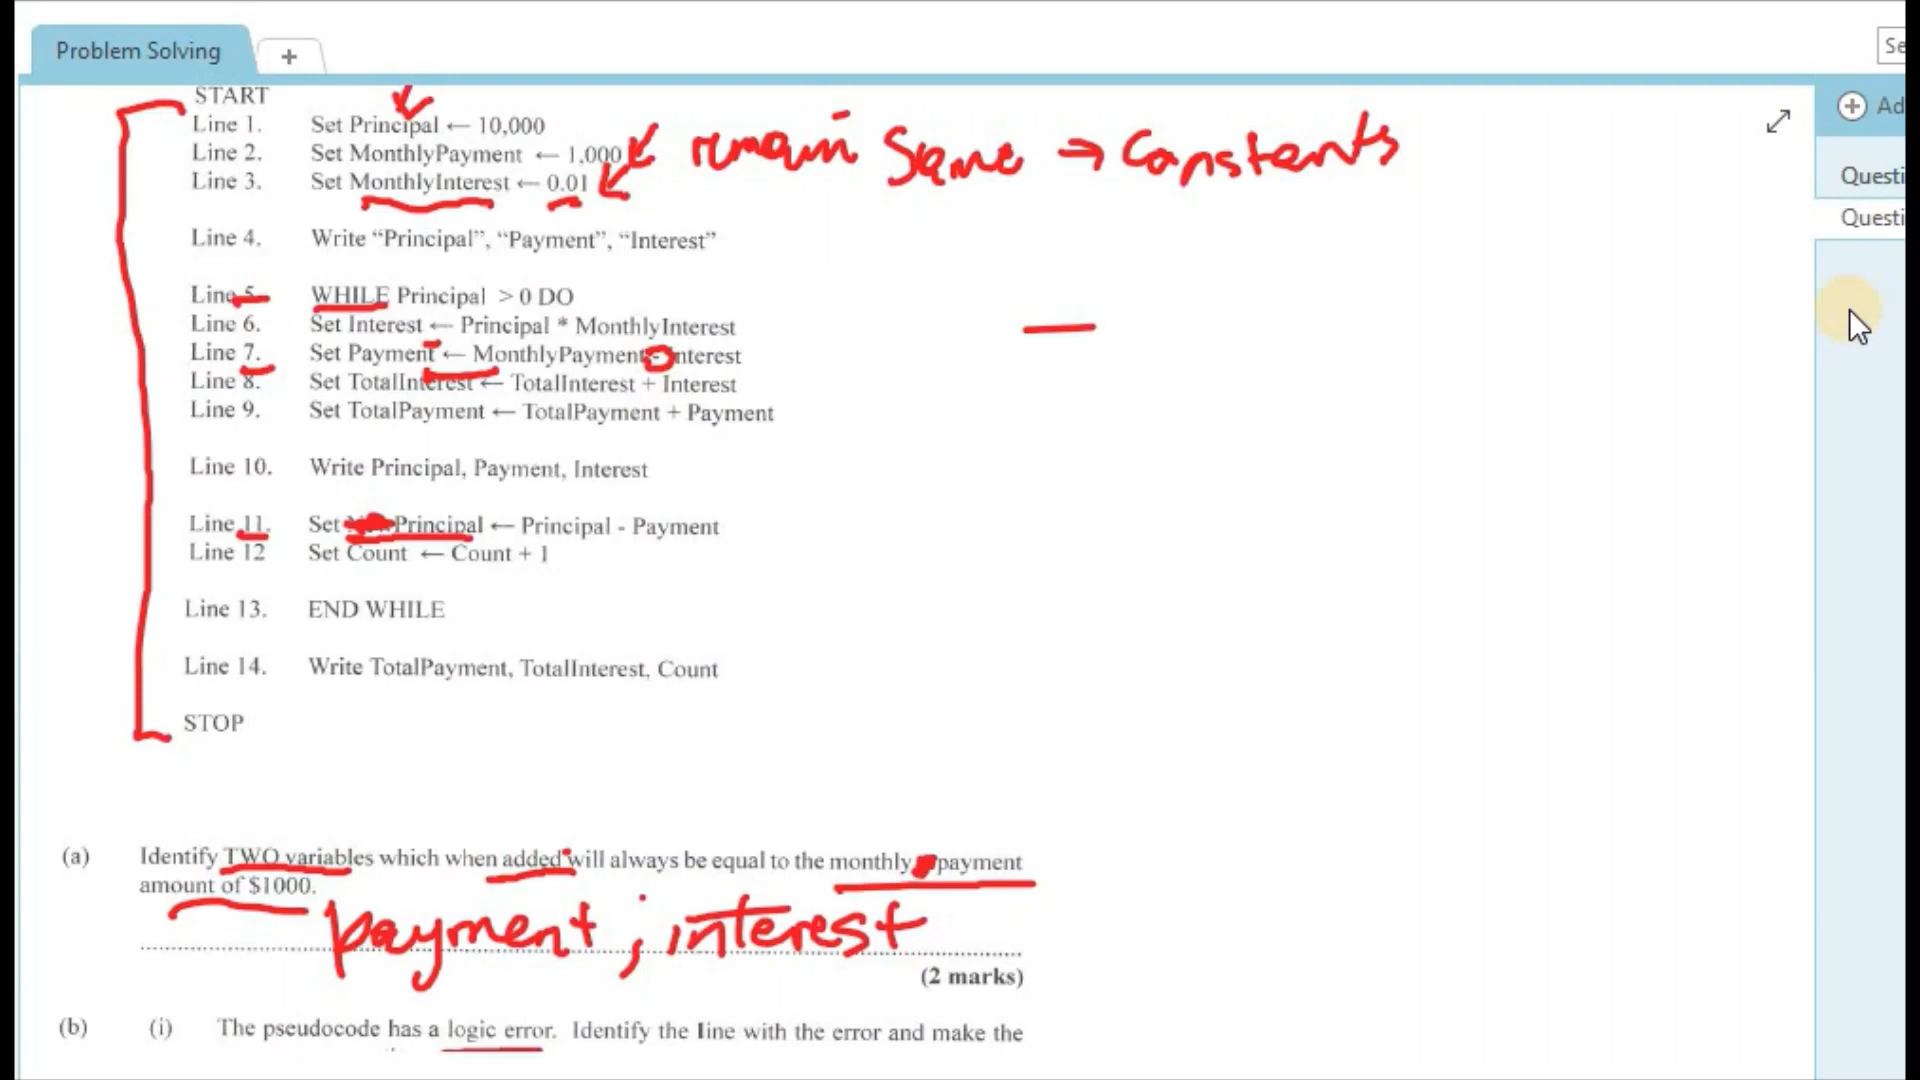 Problem Solving +
Se
Ad
Questi
Questi
START
Line 1. Set Principal ← 10,000
Line 2. Set MonthlyPayment ← 1,000 remain Same → Constants
Line 3. Set MonthlyInterest ← 0.01
Line 4. Write “Principal”, “Payment”, “Interest”
Line 5. WHILE Principal > 0 DO
Line 6. Set Interest ← Principal * MonthlyInterest
Line 7. Set Payment ← MonthlyPayment - Interest
Line 8. Set TotalInterest ← TotalInterest + Interest
Line 9. Set TotalPayment ← TotalPayment + Payment
Line 10. Write Principal, Payment, Interest
Line 11. Set Principal ← Principal - Payment
Line 12 Set Count ← Count + 1
Line 13. END WHILE
Line 14. Write TotalPayment, TotalInterest, Count
STOP
(a) Identify TWO variables which when added will always be equal to the monthly payment
amount of $1000.
payment ; interest
(2 marks)
(b) (i) The pseudocode has a logic error. Identify the line with the error and make the